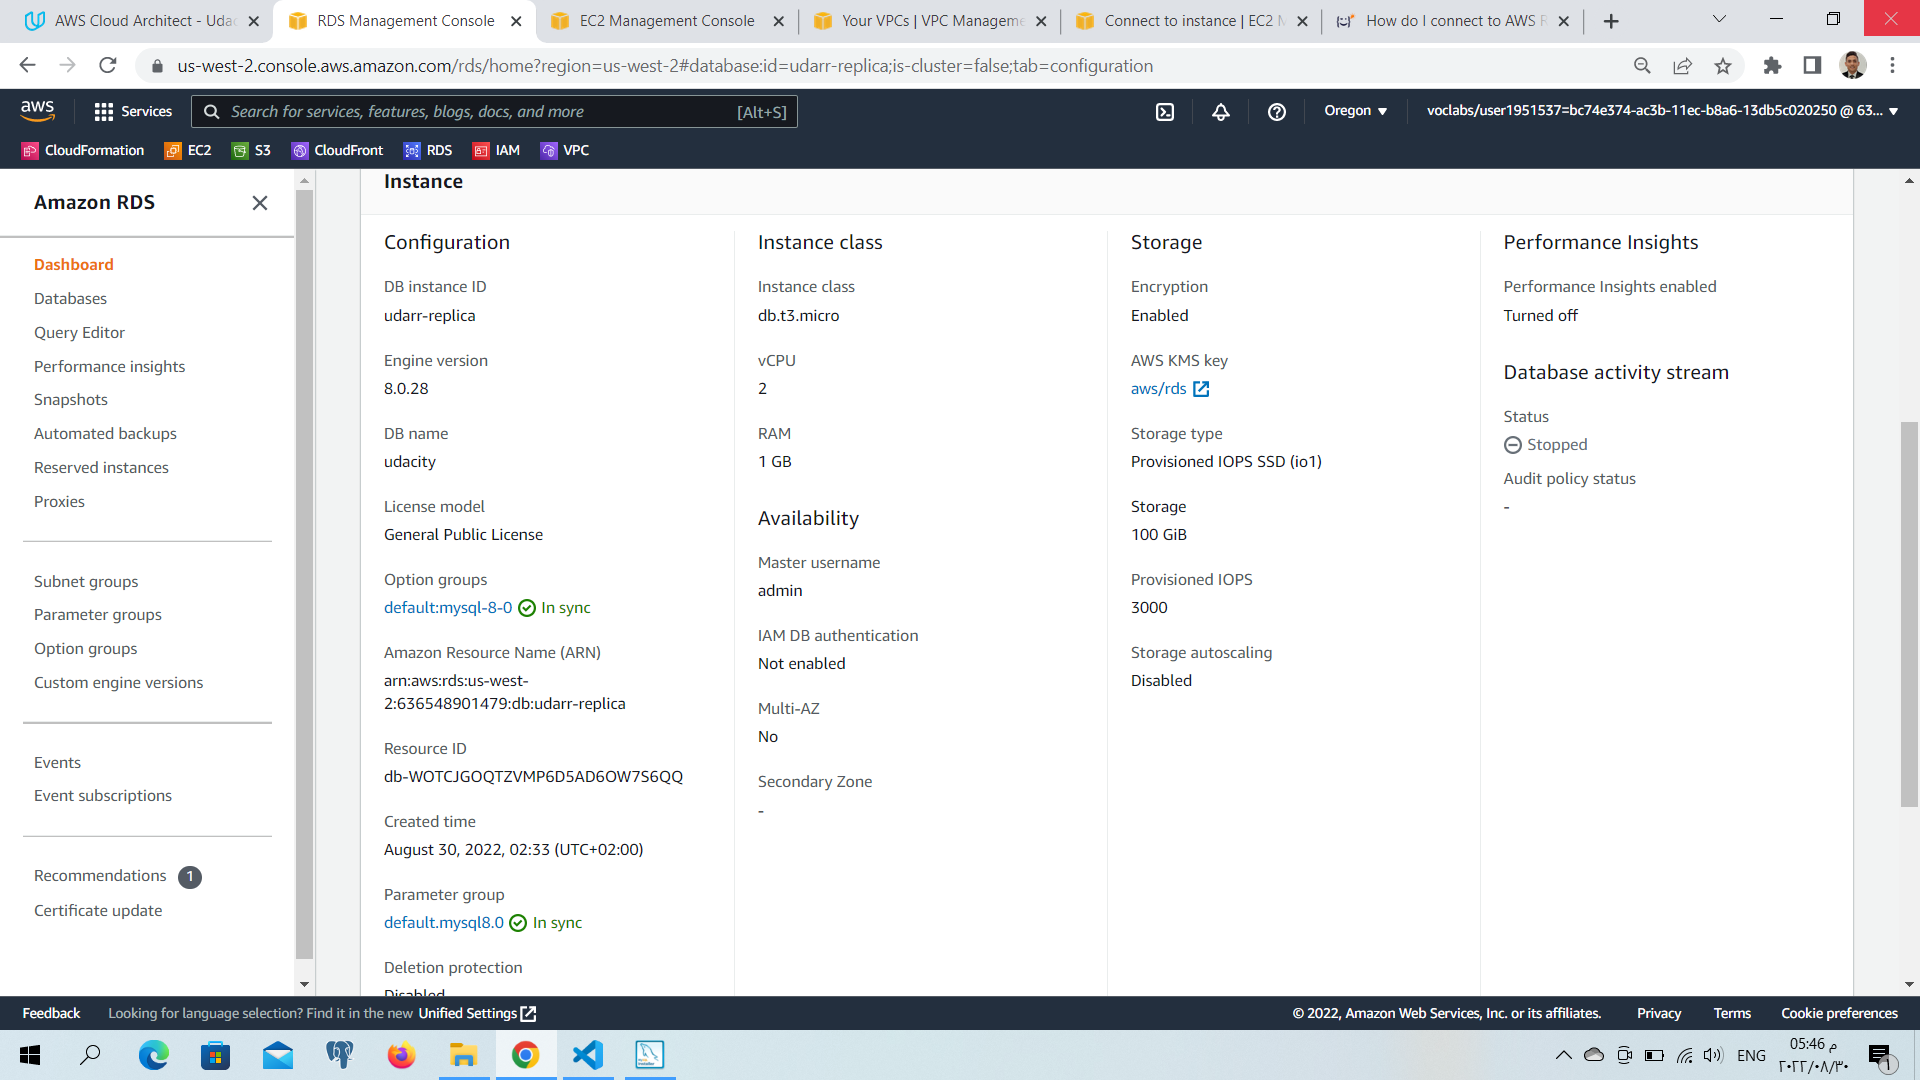 AWS Cloud Architect - Udac
RDS Management Console
EC2 Management Console
Your VPCs | VPC Manageme
Connect to instance | EC2 M
How do I connect to AWS R
us-west-2.console.aws.amazon.com/rds/home?region=us-west-2#database:id=udarr-replica;is-cluster=false;tab=configuration
aws
Services
Search for services, features, blogs, docs, and more
[Alt+S]
Oregon
voclabs/user1951537=bc74e374-ac3b-11ec-b8a6-13db5c020250 @ 63...
CloudFormation
EC2
S3
CloudFront
RDS
IAM
VPC
Amazon RDS
Dashboard
Databases
Query Editor
Performance insights
Snapshots
Automated backups
Reserved instances
Proxies
Subnet groups
Parameter groups
Option groups
Custom engine versions
Events
Event subscriptions
Recommendations 1
Certificate update
Instance
Configuration
DB instance ID
udarr-replica
Engine version
8.0.28
DB name
udacity
License model
General Public License
Option groups
default:mysql-8-0 In sync
Amazon Resource Name (ARN)
arn:aws:rds:us-west-
2:636548901479:db:udarr-replica
Resource ID
db-WOTCJGOQTZVMP6D5AD6OW7S6QQ
Created time
August 30, 2022, 02:33 (UTC+02:00)
Parameter group
default.mysql8.0 In sync
Deletion protection
Disabled
Instance class
Instance class
db.t3.micro
vCPU
2
RAM
1 GB
Availability
Master username
admin
IAM DB authentication
Not enabled
Multi-AZ
No
Secondary Zone
-
Storage
Encryption
Enabled
AWS KMS key
aws/rds
Storage type
Provisioned IOPS SSD (io1)
Storage
100 GiB
Provisioned IOPS
3000
Storage autoscaling
Disabled
Performance Insights
Performance Insights enabled
Turned off
Database activity stream
Status
Stopped
Audit policy status
-
Feedback
Looking for language selection? Find it in the new Unified Settings
© 2022, Amazon Web Services, Inc. or its affiliates.
Privacy
Terms
Cookie preferences
ENG
05:46 م
٢٠٢٢/٠٨/٣٠
١